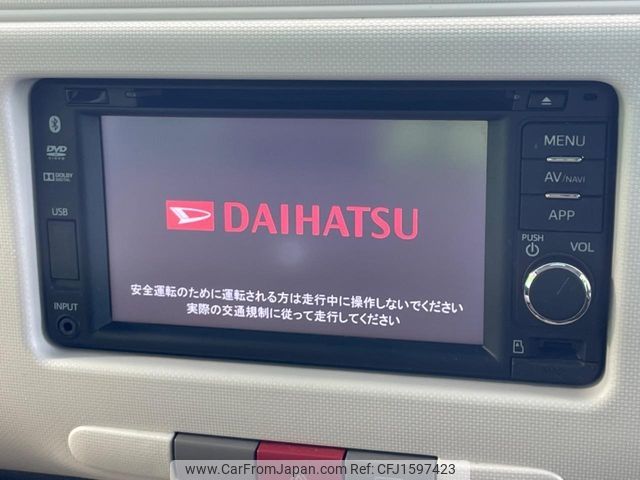 DVD
VIDEO
DOLBY
DIGITAL
USB
INPUT
DAIHATSU
安全運転のために運転される方は走行中に操作しないでください
実際の交通規制に従って走行してください
MENU
AV/NAVI
APP
PUSH
VOL
www.CarFromJapan.com - CFJ1597423